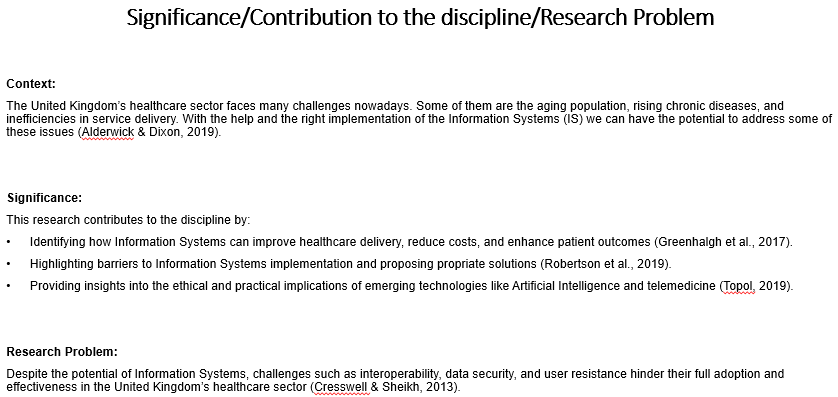 Significance/Contribution to the discipline/Research Problem
Context:
The United Kingdom's healthcare sector faces many challenges nowadays. Some of them are the aging population, rising chronic diseases, and
inefficiencies in service delivery. With the help and the right implementation of the Information Systems (IS) we can have the potential to address some of
these issues (Alderwick & Dixon, 2019).
Significance:
This research contributes to the discipline by:
• Identifying how Information Systems can improve healthcare delivery, reduce costs, and enhance patient outcomes (Greenhalgh et al., 2017).
• Highlighting barriers to Information Systems implementation and proposing propriate solutions (Robertson et al., 2019).
• Providing insights into the ethical and practical implications of emerging technologies like Artificial Intelligence and telemedicine (Topol, 2019).
Research Problem:
Despite the potential of Information Systems, challenges such as interoperability, data security, and user resistance hinder their full adoption and
effectiveness in the United Kingdom's healthcare sector (Cresswell & Sheikh, 2013).